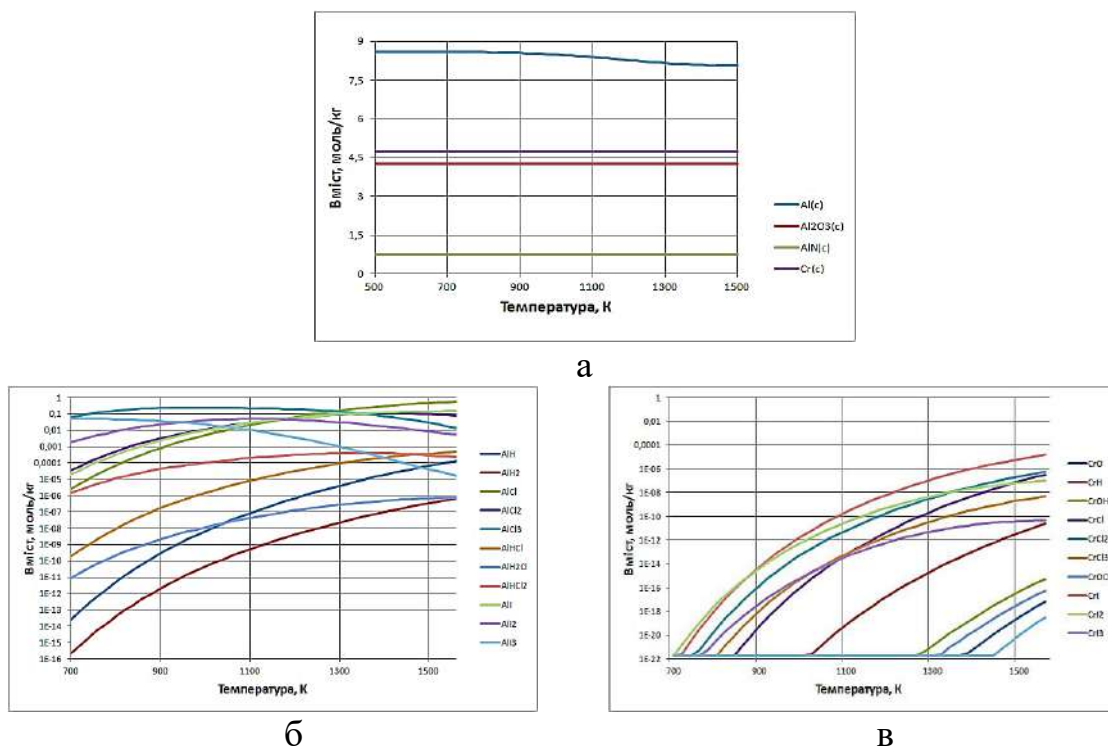 9
7,5
6
4,5
3
1,5
0
Вміст, моль/кг
500 700 900 1100 1300 1500
Температура, К
Al(c)
Al2O3(c)
AlN(c)
Cr(c)
а
1
0,1
0,01
0,001
0,0001
1E-05
1E-06
1E-07
1E-08
1E-09
1E-10
1E-11
1E-12
1E-13
1E-14
1E-15
1E-16
Вміст, моль/кг
700 900 1100 1300 1500
Температура, К
AlH
AlH2
AlCl
AlCl2
AlCl3
AlHCl
AlH2O
AlHCl2
AlI
AlI2
AlI3
б
1
0,01
0,0001
1E-06
1E-08
1E-10
1E-12
1E-14
1E-16
1E-18
1E-20
1E-22
Вміст, моль/кг
700 900 1100 1300 1500
Температура, К
CrO
CrH
CrOH
CrCl
CrCl2
CrCl3
CrOC
CrI
CrI2
CrI3
в